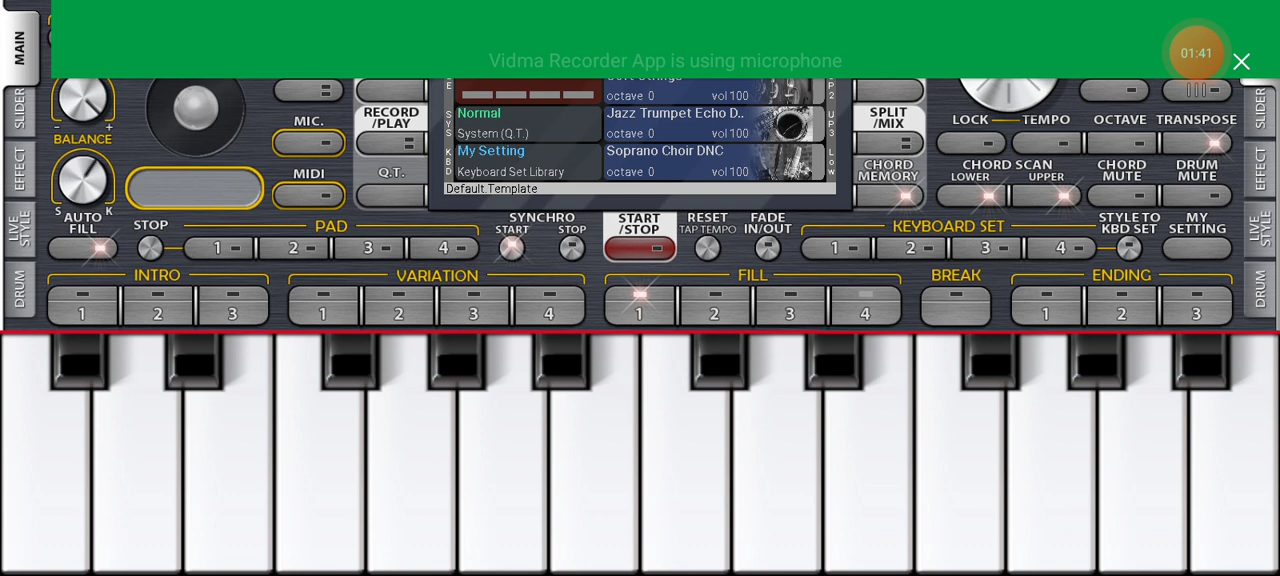 Vidma Recorder App is using microphone
01:41
MAIN
SLIDER
EFFECT
LIVE STYLE
DRUM
- +
BALANCE
S K
MIC.
MIDI
RECORD
/PLAY
Q.T.
octave 0 vol 100
Normal
System (Q.T.)
Jazz Trumpet Echo D..
octave 0 vol 100
My Setting
Keyboard Set Library
Soprano Choir DNC
octave 0 vol 100
Default.Template
SYS
KBD
UP2
UP3
Low
SPLIT
/MIX
CHORD
MEMORY
LOCK TEMPO OCTAVE TRANSPOSE
CHORD SCAN
LOWER UPPER
CHORD
MUTE
DRUM
MUTE
SLIDER
EFFECT
LIVE STYLE
DRUM
AUTO
FILL
STOP
PAD
1 2 3 4
SYNCHRO
START STOP
START
/STOP
RESET
TAP TEMPO
FADE
IN/OUT
KEYBOARD SET
1 2 3 4
STYLE TO
KBD SET
MY
SETTING
INTRO VARIATION FILL BREAK ENDING
1 2 3 1 2 3 4 1 2 3 4 1 2 3